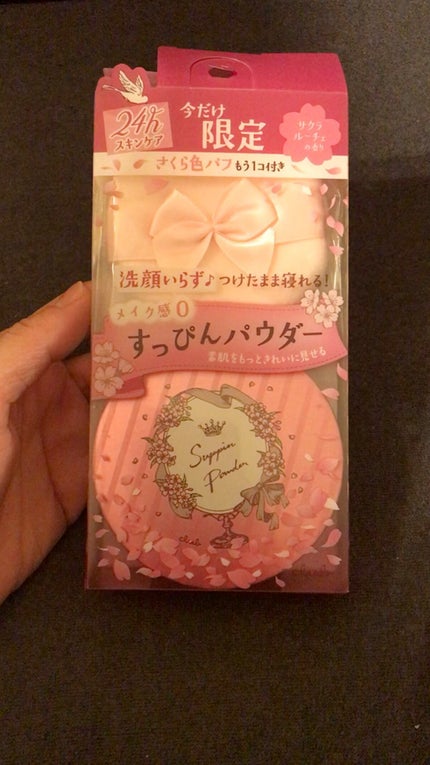 24h
スキンケア
今だけ
限定
サクラ
ルーチェ
の香り
さくら色パフもう1コ付き
洗顔いらず♪つけたまま寝れる!
メイク感0
すっぴんパウダー
素肌をもっときれいに見せる
Suppin
Powder
club